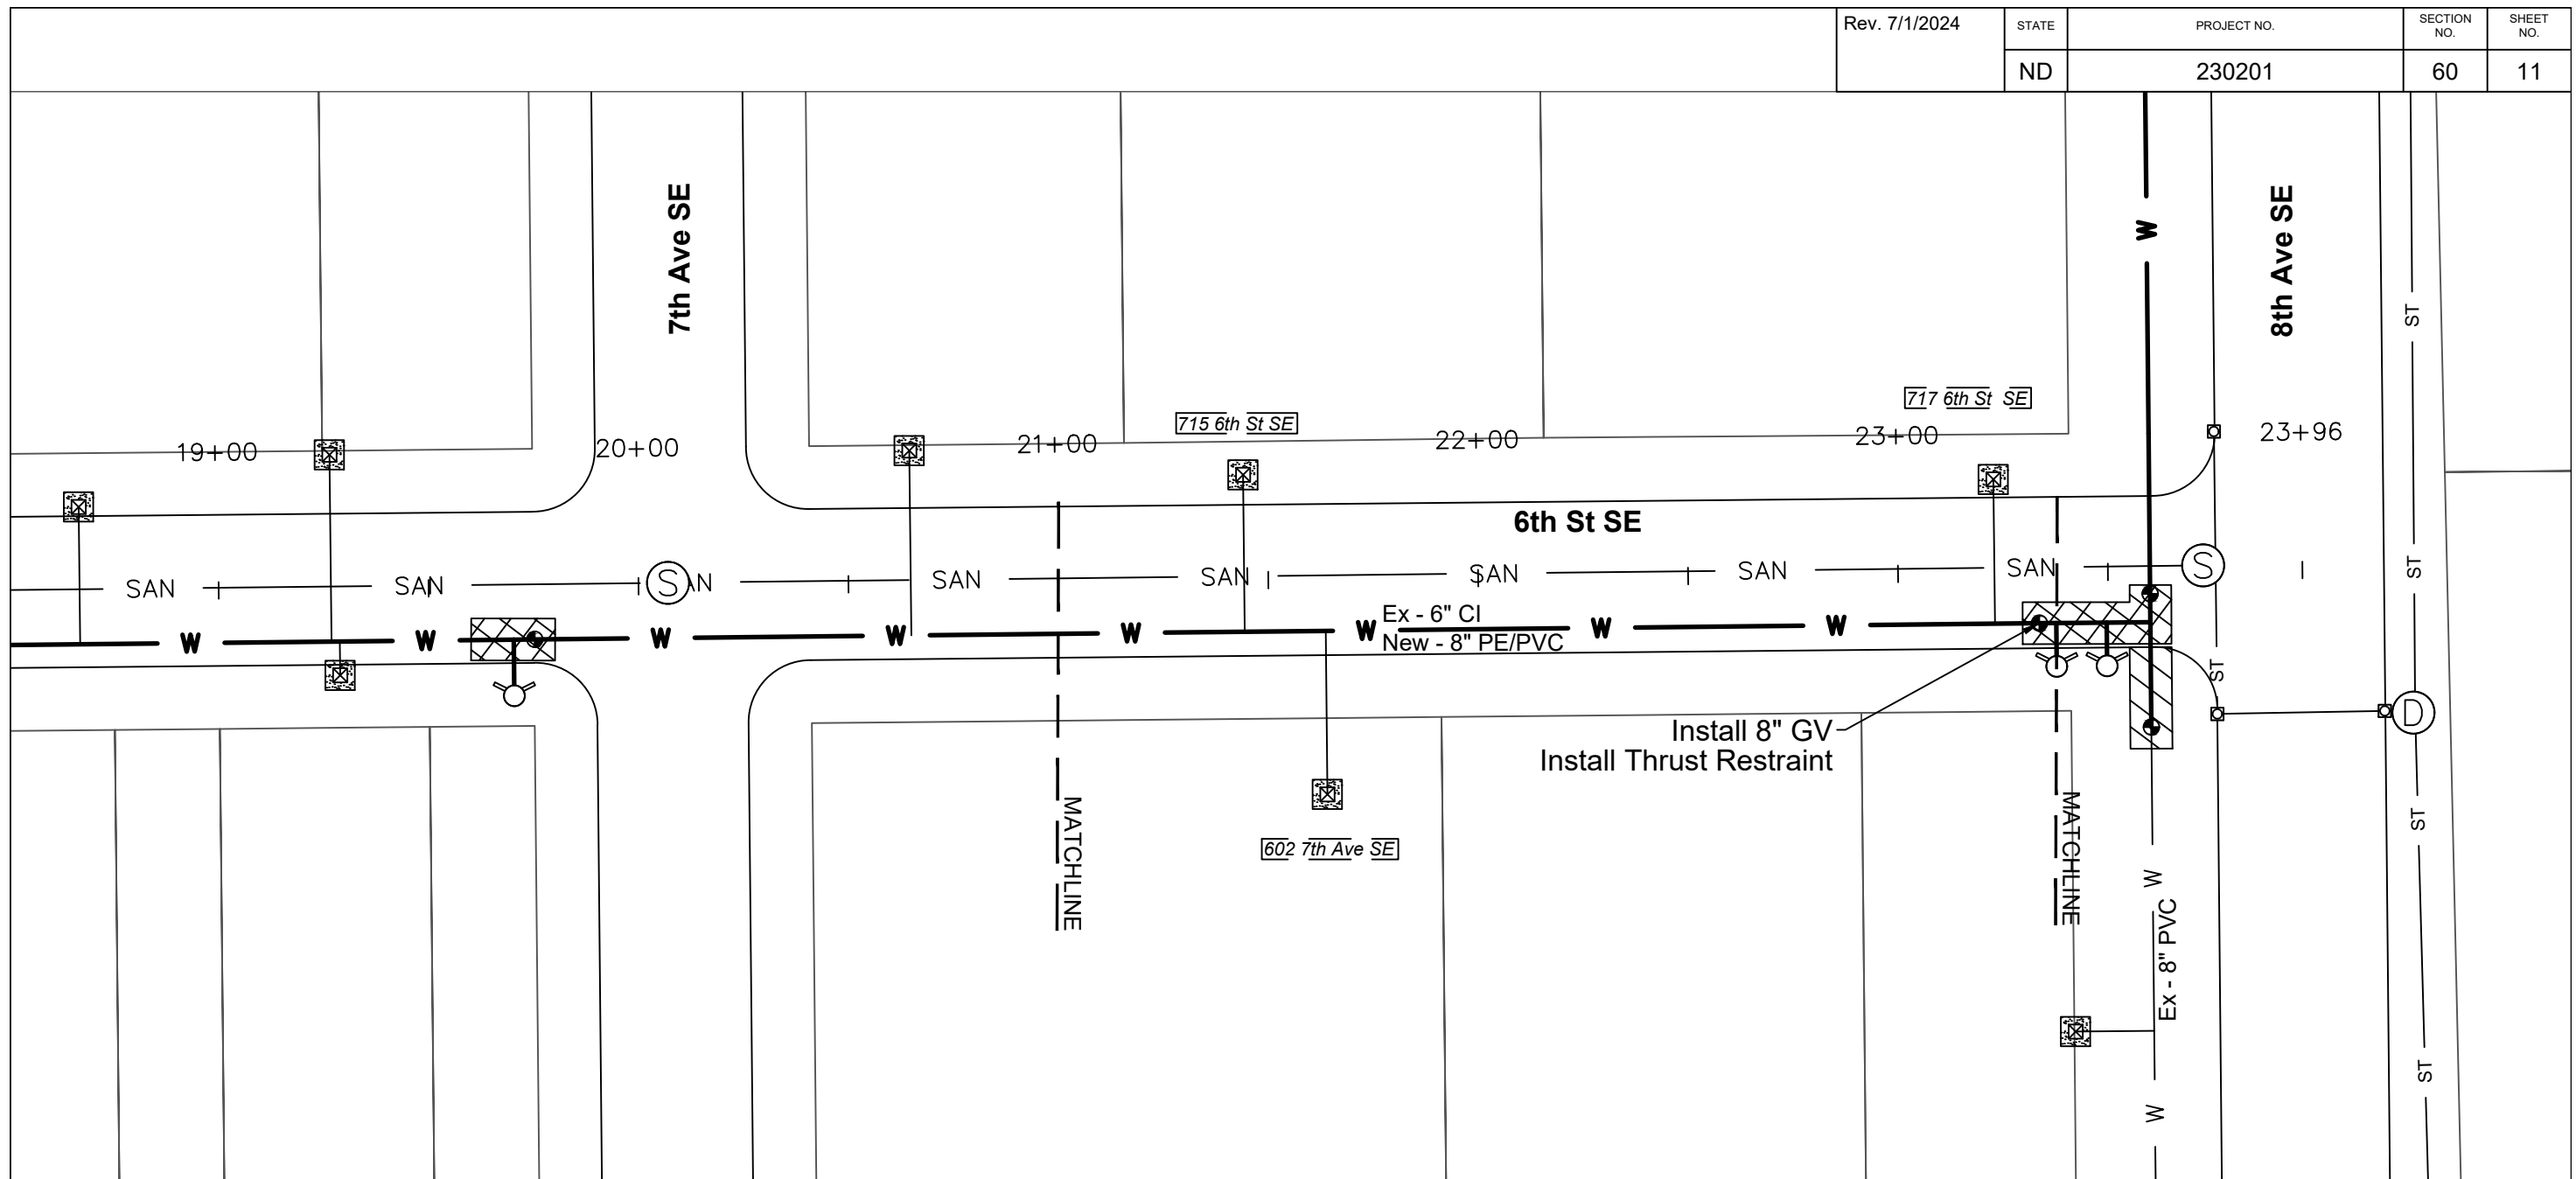 Rev. 7/1/2024
STATE
PROJECT NO.
SECTION NO.
SHEET NO.
ND
230201
60
11
7th Ave SE
8th Ave SE
W
ST
717 6th St SE
715 6th St SE
19+00
20+00
21+00
22+00
23+00
23+96
6th St SE
SAN
SAN
S
AN
SAN
SAN
SAN
SAN
SAN
S
ST
Ex - 6" CI
W
W
W
W
W
W
W
W
New - 8" PE/PVC
ST
Install 8" GV
Install Thrust Restraint
D
MATCHLINE
MATCHLINE
ST
602 7th Ave SE
W
Ex - 8" PVC
ST
W